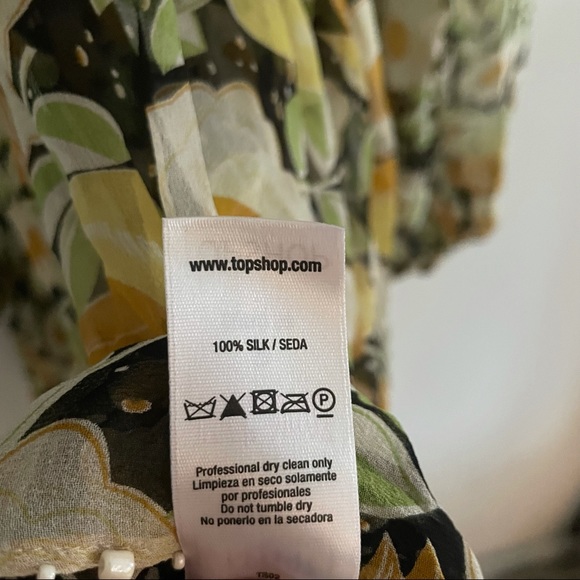 www.topshop.com
100% SILK / SEDA
P
Professional dry clean only
Limpieza en seco solamente
por profesionales
Do not tumble dry
No ponerlo en la secadora